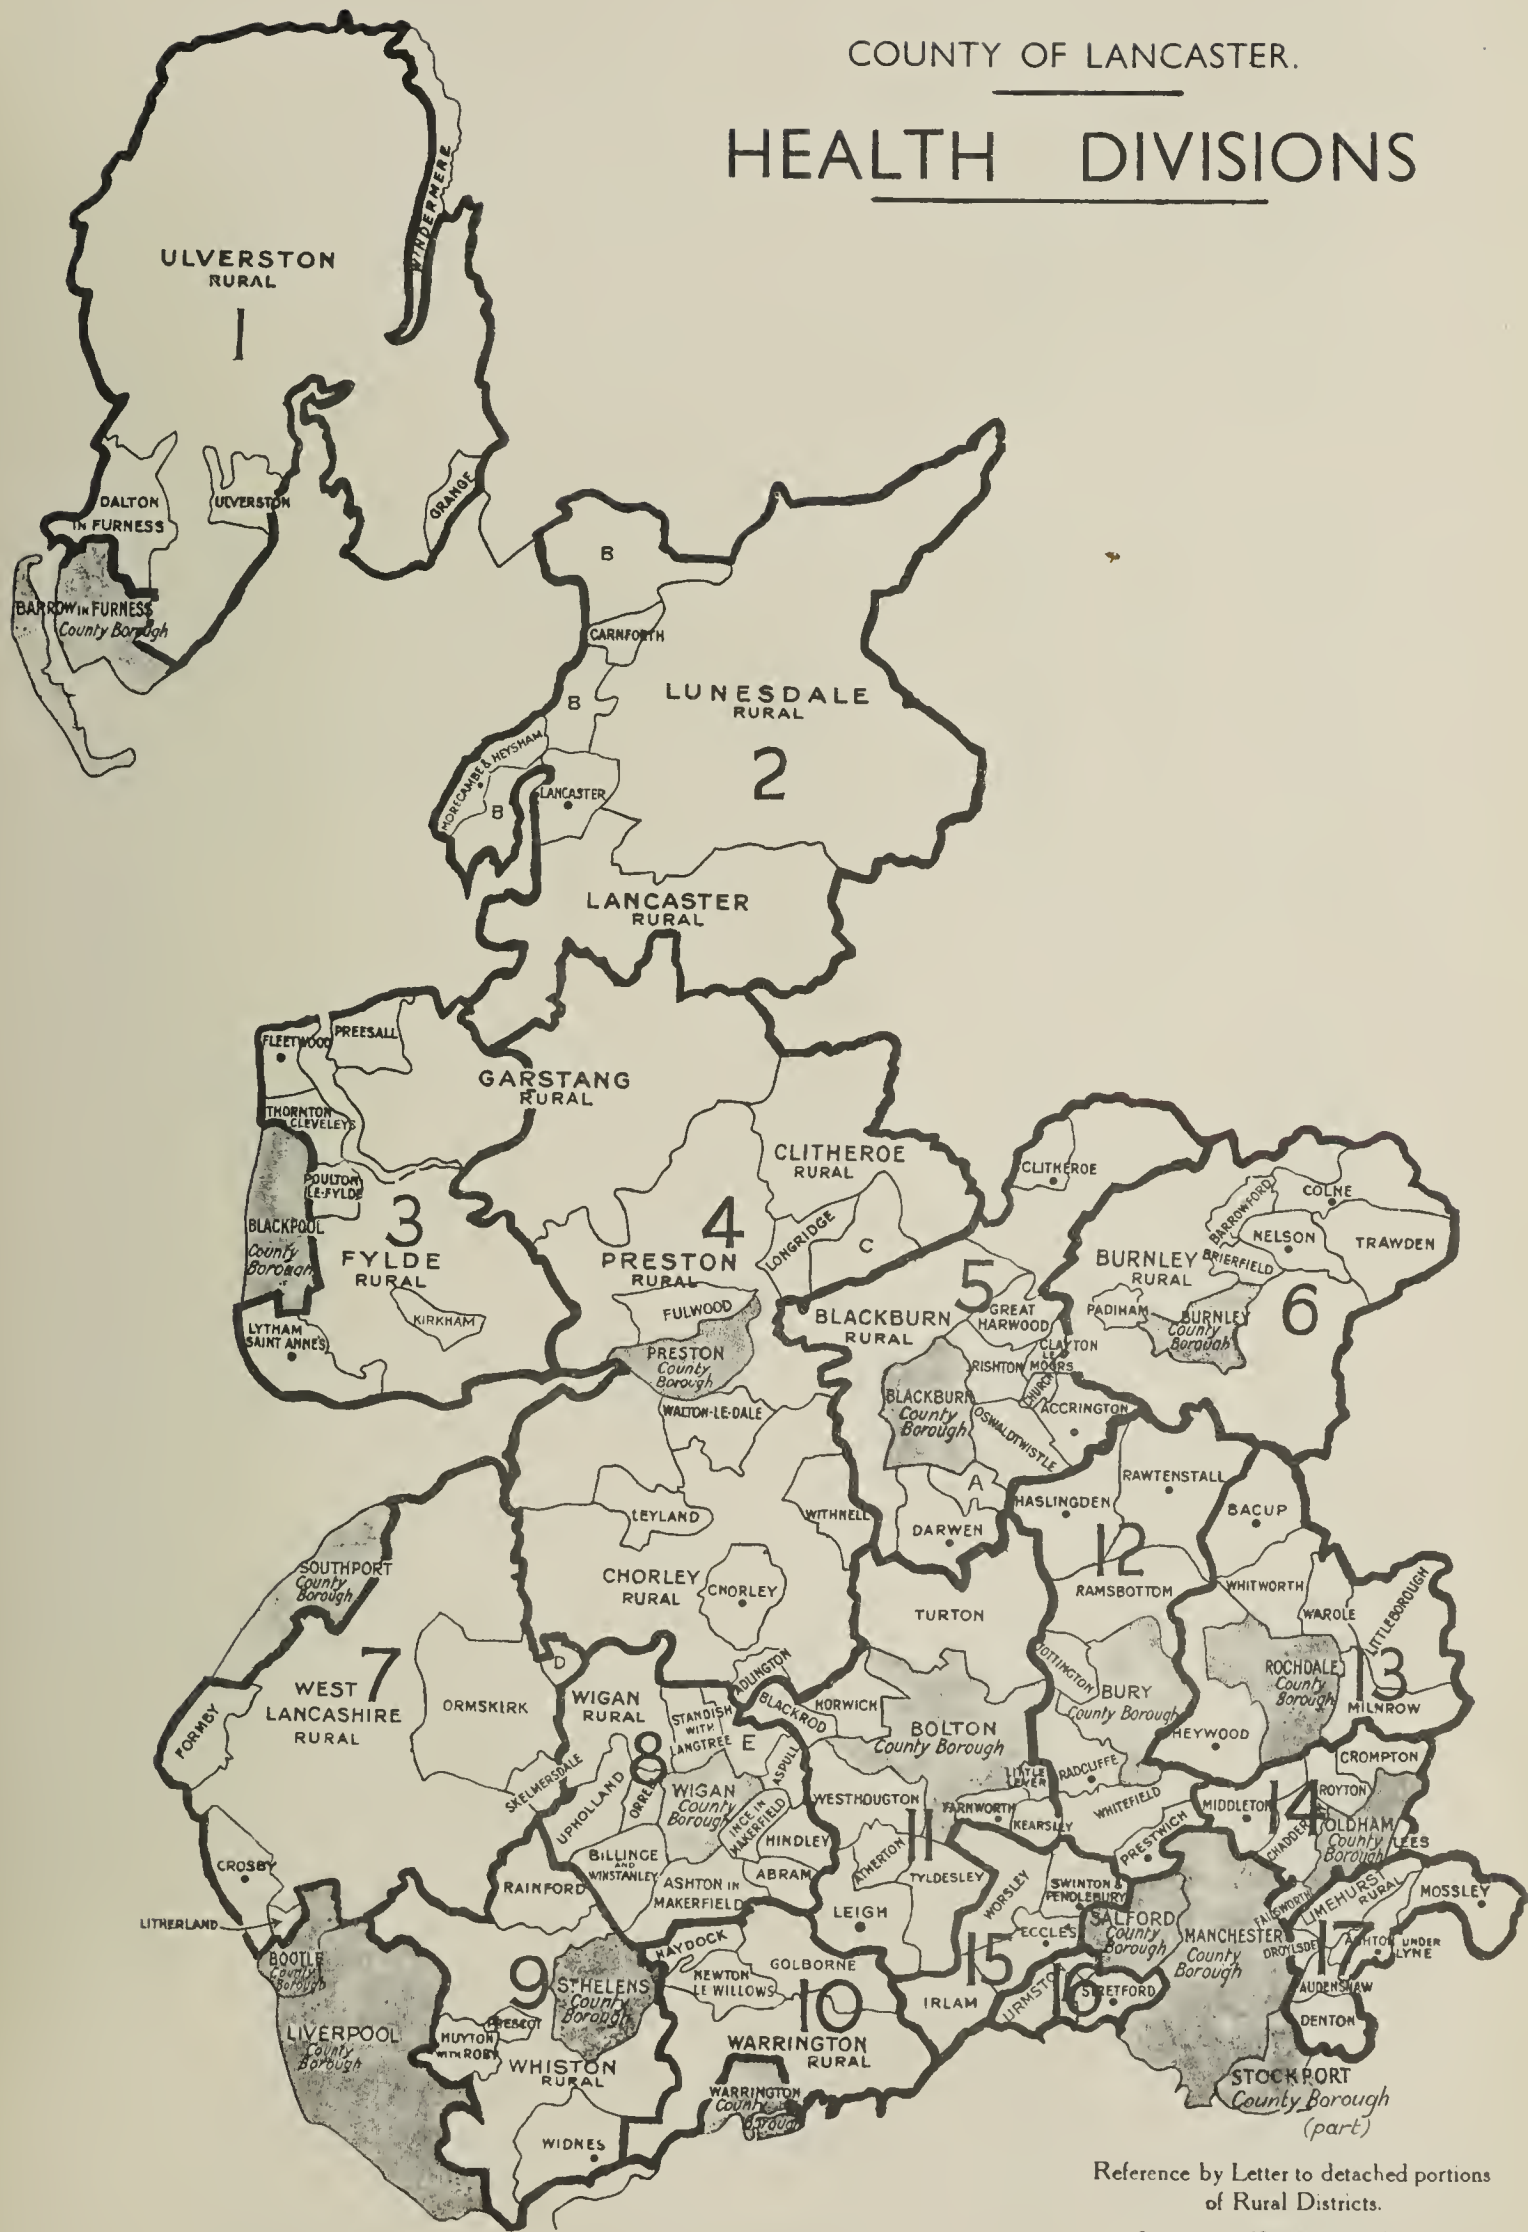 COUNTY OF LANCASTER.
HEALTH DIVISIONS
WINDERMERE
ULVERSTON
RURAL
1
DALTON
IN FURNESS
ULVERSTON
GRANGE
BARROW IN FURNESS
County Borough
B
CARNFORTH
LUNESDALE
RURAL
B
2
MORECAMBE & HEYSHAM
B
LANCASTER
LANCASTER
RURAL
FLEETWOOD
PREESALL
GARSTANG
RURAL
THORNTON
CLEVELEYS
CLITHEROE
RURAL
CLITHEROE
POULTON
LE-FYLDE
3
4
BLACKPOOL
County
Borough
FYLDE
RURAL
PRESTON
RURAL
LONGRIDGE
C
COLNE
BARROWFORD
NELSON
TRAWDEN
BURNLEY
RURAL
BRIERFIELD
5
6
KIRKHAM
FULWOOD
BLACKBURN
RURAL
GREAT
HARWOOD
PADIHAM
BURNLEY
County
Borough
LYTHAM
SAINT ANNE'S
PRESTON
County
Borough
CLAYTON
LE
MOORS
RISHTON
CHURCH
WALTON-LE-DALE
BLACKBURN
County
Borough
OSWALDTWISTLE
ACCRINGTON
A
RAWTENSTALL
LEYLAND
WITHNELL
HASLINGDEN
BACUP
DARWEN
12
SOUTHPORT
County
Borough
CHORLEY
RURAL
CHORLEY
RAMSBOTTOM
WHITWORTH
LITTLEBOROUGH
TURTON
WARDLE
7
D
TOTTINGTON
ROCHDALE
County
Borough
13
WEST
LANCASHIRE
RURAL
ORMSKIRK
WIGAN
RURAL
ADLINGTON
BLACKROD
HORWICH
BURY
County Borough
MILNROW
FORMBY
STANDISH
WITH
LANGTREE
E
BOLTON
County Borough
HEYWOOD
8
ASPULL
CROMPTON
SKELMERSDALE
UPHOLLAND
ORRELL
WIGAN
County
Borough
LITTLE
LEVER
RADCLIFFE
ROYTON
INCE IN
MAKERFIELD
WESTHOUGTON
FARNWORTH
WHITEFIELD
MIDDLETON
14
11
KEARSLEY
OLDHAM
County
Borough
LEES
HINDLEY
PRESTWICH
BILLINGE
AND
WINSTANLEY
ATHERTON
CROSBY
RAINFORD
ASHTON IN
MAKERFIELD
ABRAM
TYLDESLEY
WORSLEY
SWINTON &
PENDLEBURY
FAILSWORTH
LIMEHURST
RURAL
MOSSLEY
LITHERLAND
LEIGH
SALFORD
County
Borough
MANCHESTER
County
Borough
17
HAYDOCK
ECCLES
ASHTON UNDER
LYNE
BOOTLE
County
Borough
9
GOLBORNE
15
ST HELENS
County
Borough
NEWTON
LE WILLOWS
AUDENSHAW
10
IRLAM
URMSTON
16
STRETFORD
PRESCOT
DENTON
LIVERPOOL
County
Borough
HUYTON
WITH ROBY
WARRINGTON
RURAL
WHISTON
RURAL
WARRINGTON
County
Borough
STOCKPORT
County Borough
(part)
WIDNES
Reference by Letter to detached portions
of Rural Districts.